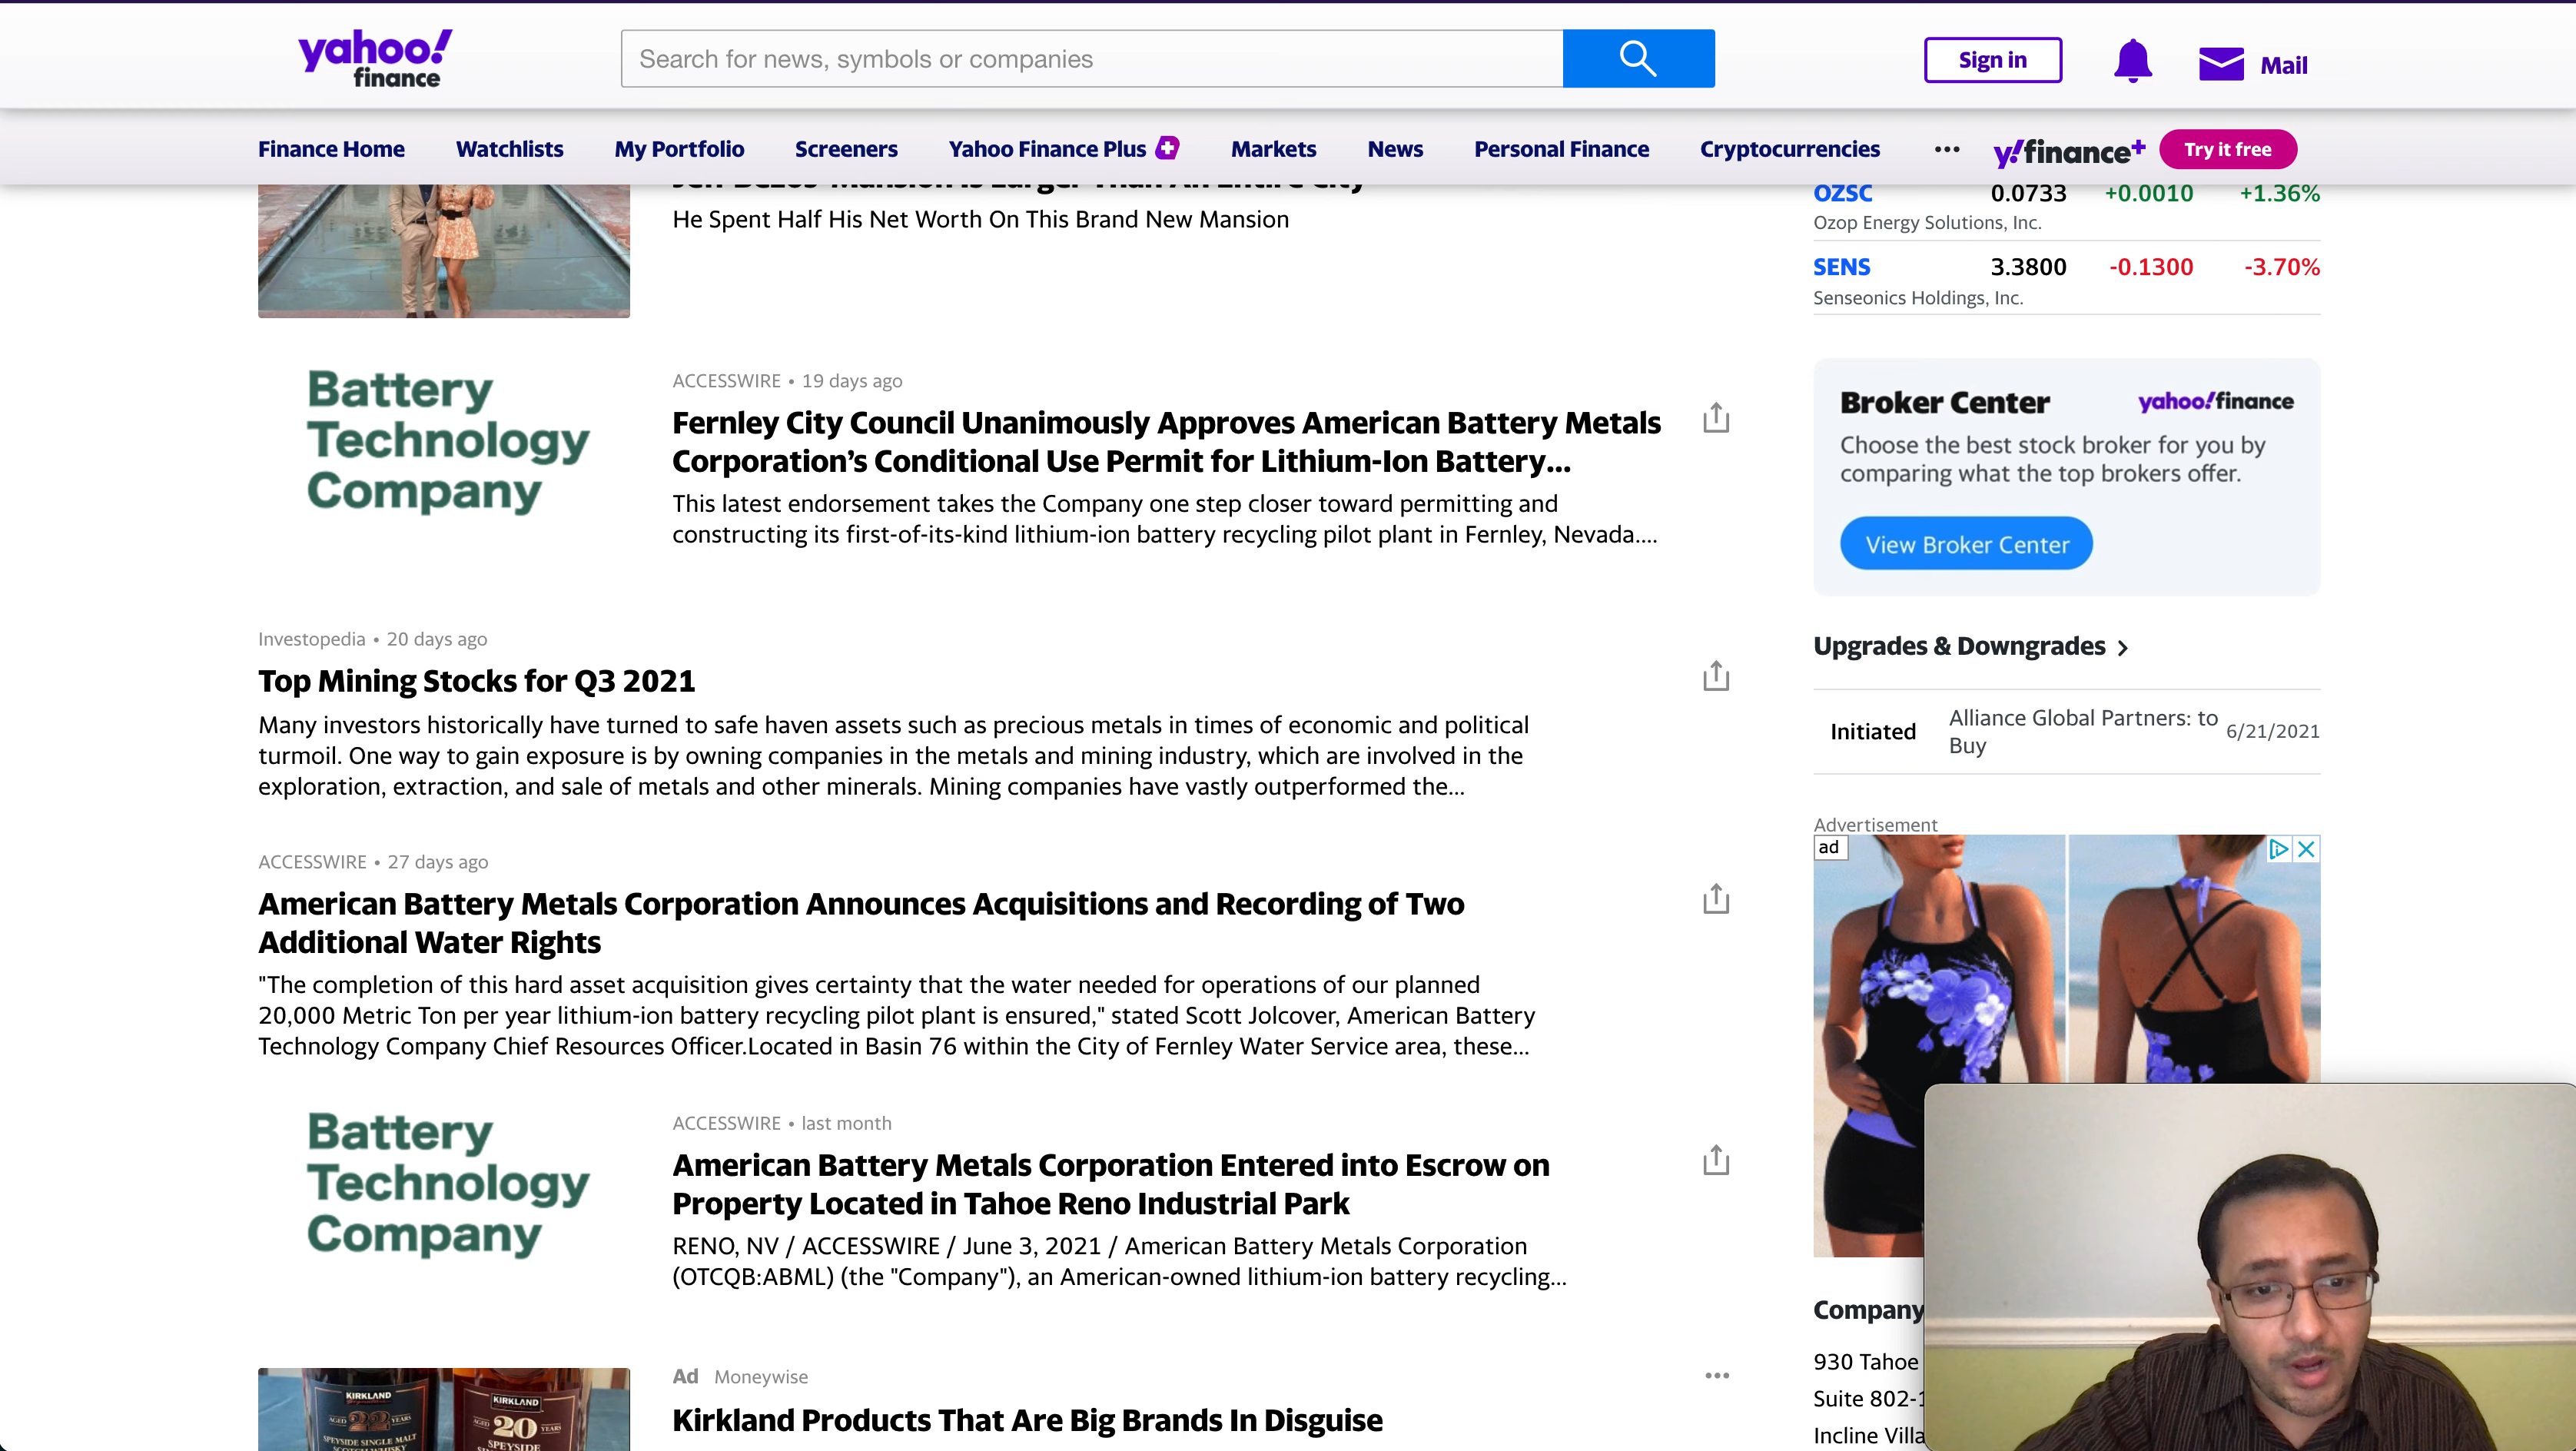 yahoo!
finance
Search for news, symbols or companies
Sign in
Mail
Finance Home
Watchlists
My Portfolio
Screeners
Yahoo Finance Plus
Markets
News
Personal Finance
Cryptocurrencies
y!finance+
Try it free
Jeff Bezos' Mansion Is Larger Than An Entire City
He Spent Half His Net Worth On This Brand New Mansion
Battery
Technology
Company
ACCESSWIRE • 19 days ago
Fernley City Council Unanimously Approves American Battery Metals
Corporation's Conditional Use Permit for Lithium-Ion Battery...
This latest endorsement takes the Company one step closer toward permitting and
constructing its first-of-its-kind lithium-ion battery recycling pilot plant in Fernley, Nevada....
Investopedia • 20 days ago
Top Mining Stocks for Q3 2021
Many investors historically have turned to safe haven assets such as precious metals in times of economic and political
turmoil. One way to gain exposure is by owning companies in the metals and mining industry, which are involved in the
exploration, extraction, and sale of metals and other minerals. Mining companies have vastly outperformed the...
ACCESSWIRE • 27 days ago
American Battery Metals Corporation Announces Acquisitions and Recording of Two
Additional Water Rights
"The completion of this hard asset acquisition gives certainty that the water needed for operations of our planned
20,000 Metric Ton per year lithium-ion battery recycling pilot plant is ensured," stated Scott Jolcover, American Battery
Technology Company Chief Resources Officer.Located in Basin 76 within the City of Fernley Water Service area, these...
Battery
Technology
Company
ACCESSWIRE • last month
American Battery Metals Corporation Entered into Escrow on
Property Located in Tahoe Reno Industrial Park
RENO, NV / ACCESSWIRE / June 3, 2021 / American Battery Metals Corporation
(OTCQB:ABML) (the "Company"), an American-owned lithium-ion battery recycling...
KIRKLAND
AGED 22 YEARS
SPEYSIDE SINGLE MALT
SCOTCH WHISKY
KIRKLAND
AGED 20 YEARS
SPEYSIDE
Ad Moneywise
Kirkland Products That Are Big Brands In Disguise
OZSC 0.0733 +0.0010 +1.36%
Ozop Energy Solutions, Inc.
SENS 3.3800 -0.1300 -3.70%
Senseonics Holdings, Inc.
Broker Center yahoo!finance
Choose the best stock broker for you by
comparing what the top brokers offer.
View Broker Center
Upgrades & Downgrades
Initiated Alliance Global Partners: to Buy 6/21/2021
Advertisement
ad
Company
930 Tahoe
Suite 802-1
Incline Villa